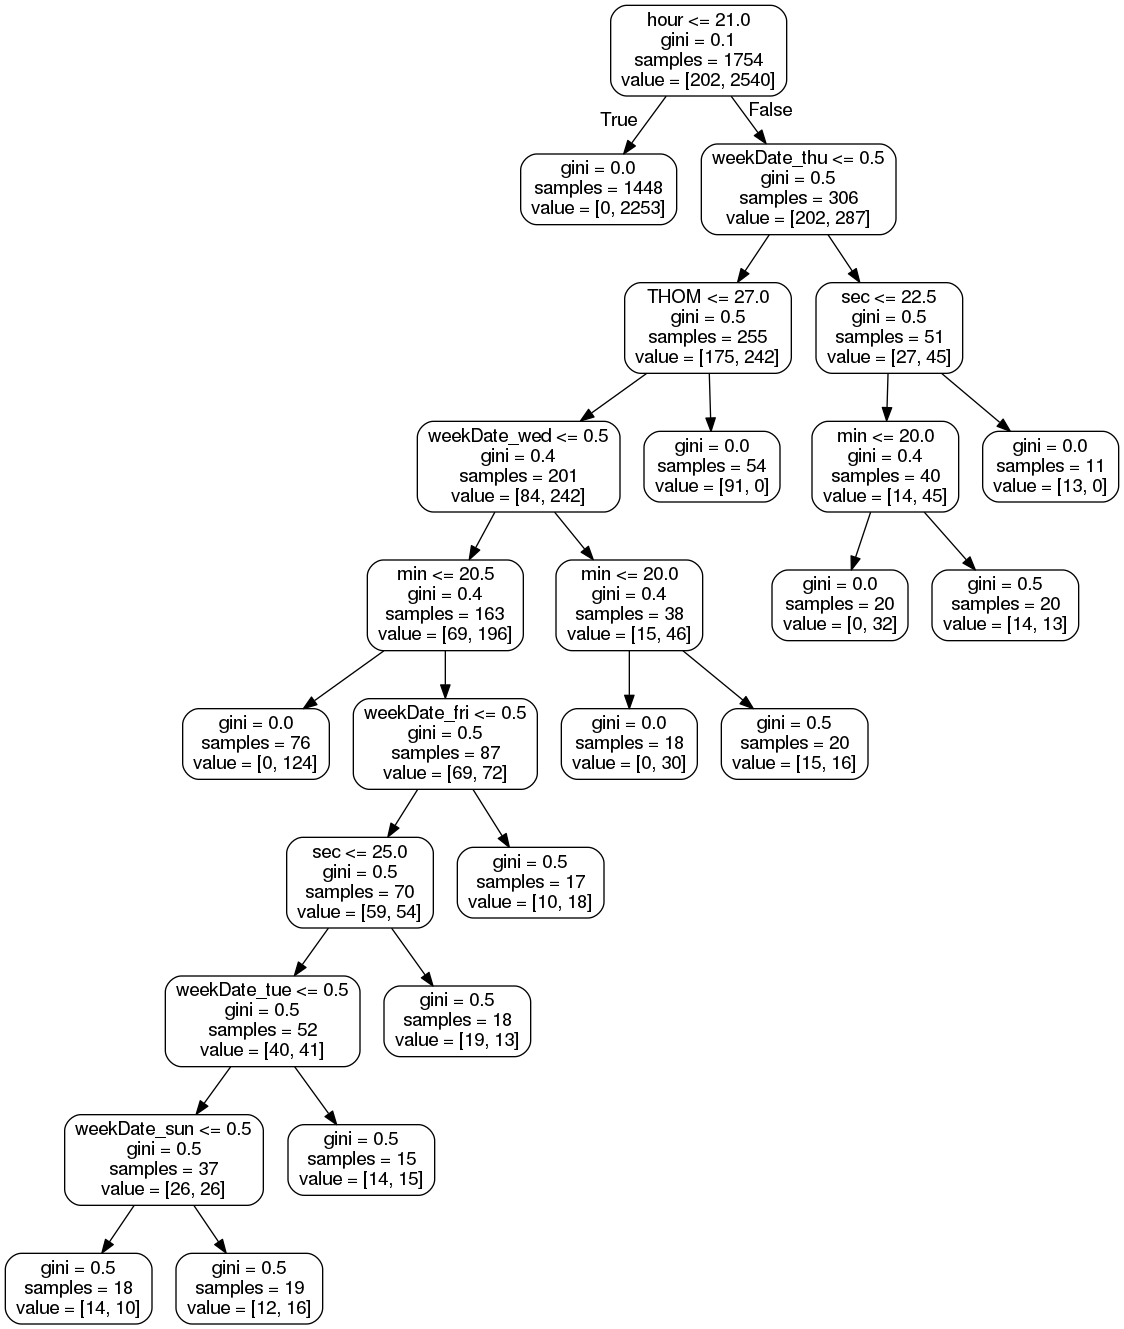 hour <= 21.0
gini = 0.1
samples = 1754
value = [202, 2540]
True
False
gini = 0.0
samples = 1448
value = [0, 2253]
weekDate_thu <= 0.5
gini = 0.5
samples = 306
value = [202, 287]
THOM <= 27.0
gini = 0.5
samples = 255
value = [175, 242]
sec <= 22.5
gini = 0.5
samples = 51
value = [27, 45]
weekDate_wed <= 0.5
gini = 0.4
samples = 201
value = [84, 242]
gini = 0.0
samples = 54
value = [91, 0]
min <= 20.0
gini = 0.4
samples = 40
value = [14, 45]
gini = 0.0
samples = 11
value = [13, 0]
min <= 20.5
gini = 0.4
samples = 163
value = [69, 196]
min <= 20.0
gini = 0.4
samples = 38
value = [15, 46]
gini = 0.0
samples = 20
value = [0, 32]
gini = 0.5
samples = 20
value = [14, 13]
gini = 0.0
samples = 76
value = [0, 124]
weekDate_fri <= 0.5
gini = 0.5
samples = 87
value = [69, 72]
gini = 0.0
samples = 18
value = [0, 30]
gini = 0.5
samples = 20
value = [15, 16]
sec <= 25.0
gini = 0.5
samples = 70
value = [59, 54]
gini = 0.5
samples = 17
value = [10, 18]
weekDate_tue <= 0.5
gini = 0.5
samples = 52
value = [40, 41]
gini = 0.5
samples = 18
value = [19, 13]
weekDate_sun <= 0.5
gini = 0.5
samples = 37
value = [26, 26]
gini = 0.5
samples = 15
value = [14, 15]
gini = 0.5
samples = 18
value = [14, 10]
gini = 0.5
samples = 19
value = [12, 16]